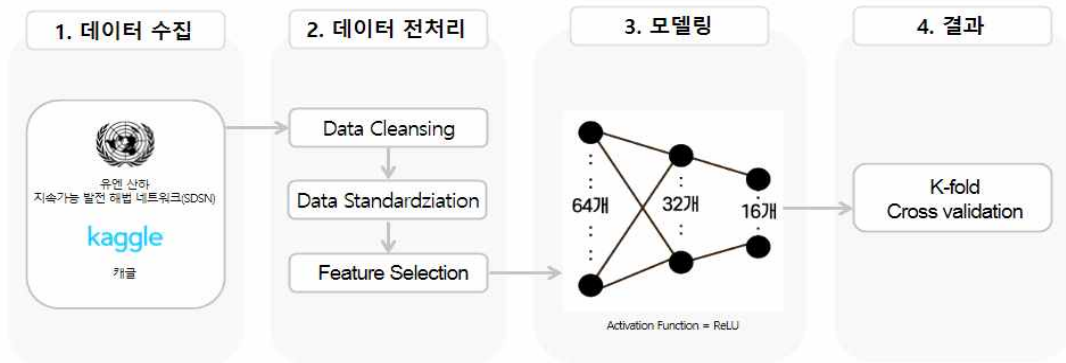 1. 데이터 수집
유엔 산하
지속가능 발전 해법 네트워크(SDSN)
kaggle
캐글
2. 데이터 전처리
Data Cleansing
Data Standardziation
Feature Selection
3. 모델링
64개
32개
16개
Activation Function = ReLU
4. 결과
K-fold
Cross validation